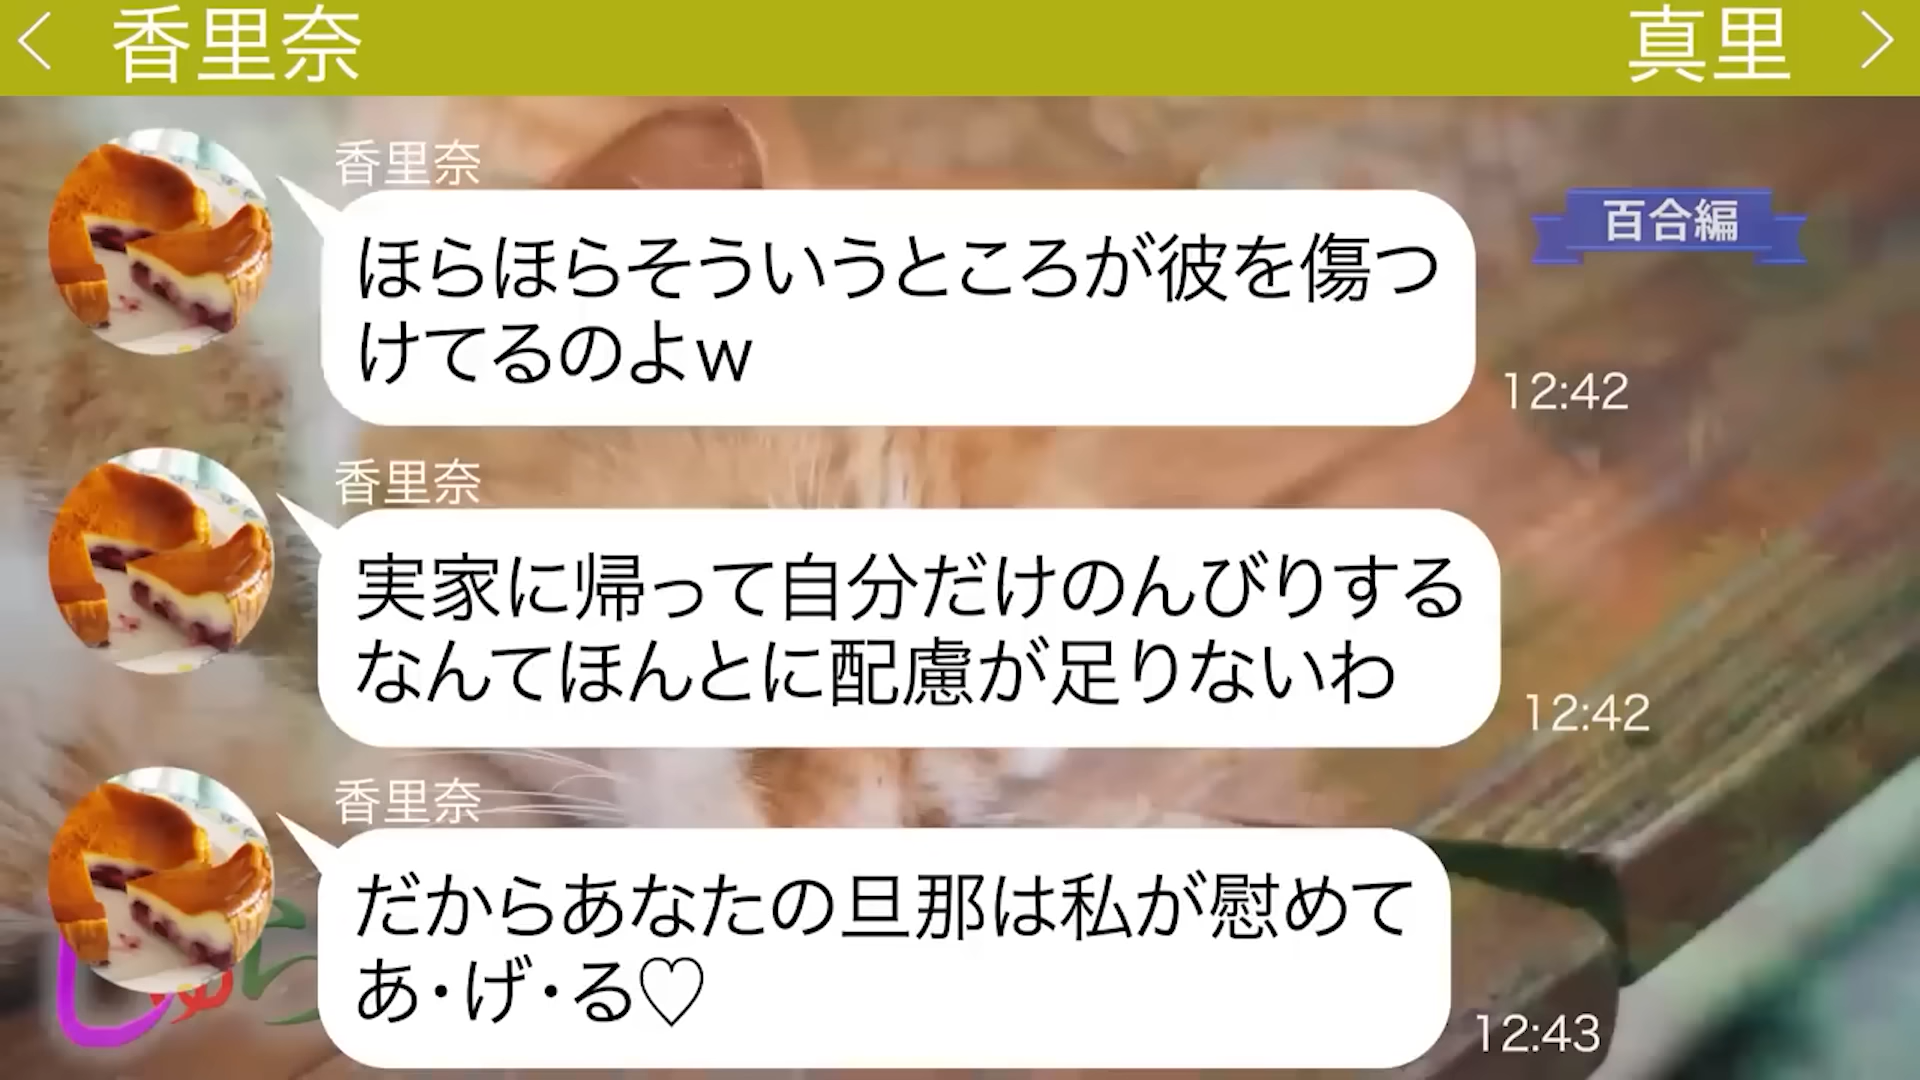 香里奈
真里
百合編
香里奈
ほらほらそういうところが彼を傷つ
けてるのよw
12:42
香里奈
実家に帰って自分だけのんびりする
なんてほんとに配慮が足りないわ
12:42
香里奈
だからあなたの旦那は私が慰めて
あ・げ・る♡
12:43